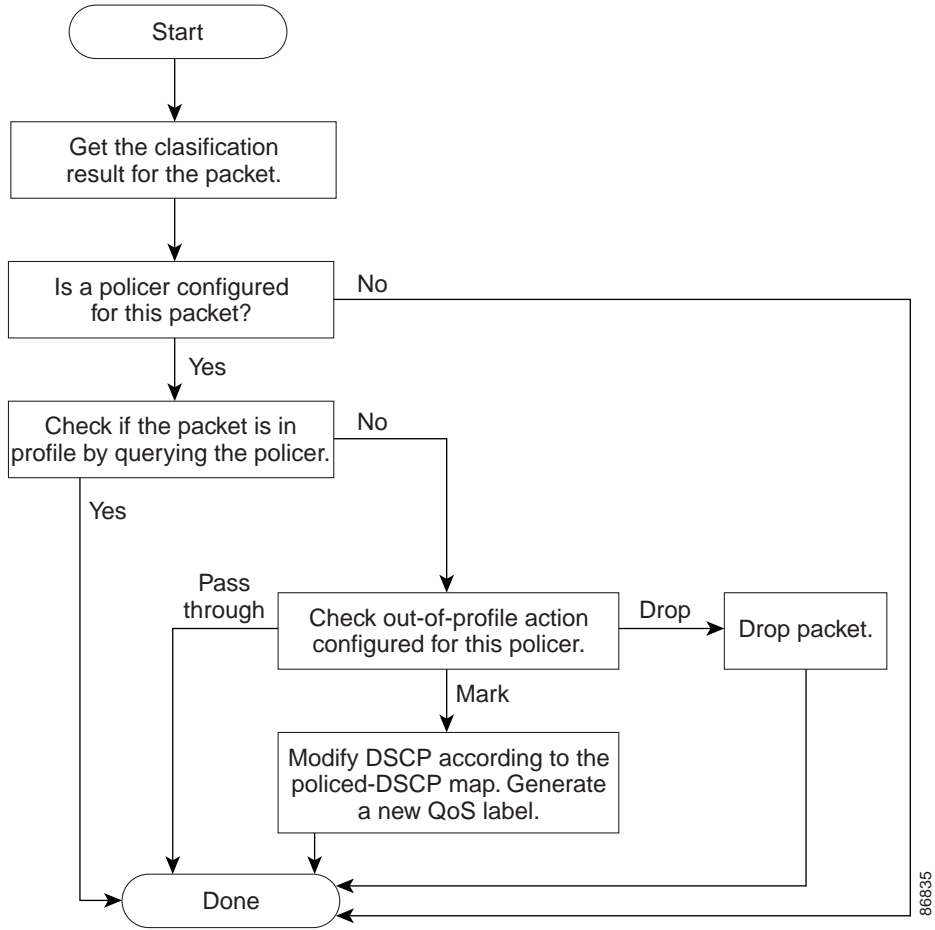 Start
Get the clasification
result for the packet.
Is a policer configured
for this packet?
No
Yes
Check if the packet is in
profile by querying the policer.
No
Yes
Pass
through
Check out-of-profile action
configured for this policer.
Drop
Drop packet.
Mark
Modify DSCP according to the
policed-DSCP map. Generate
a new QoS label.
Done
86835